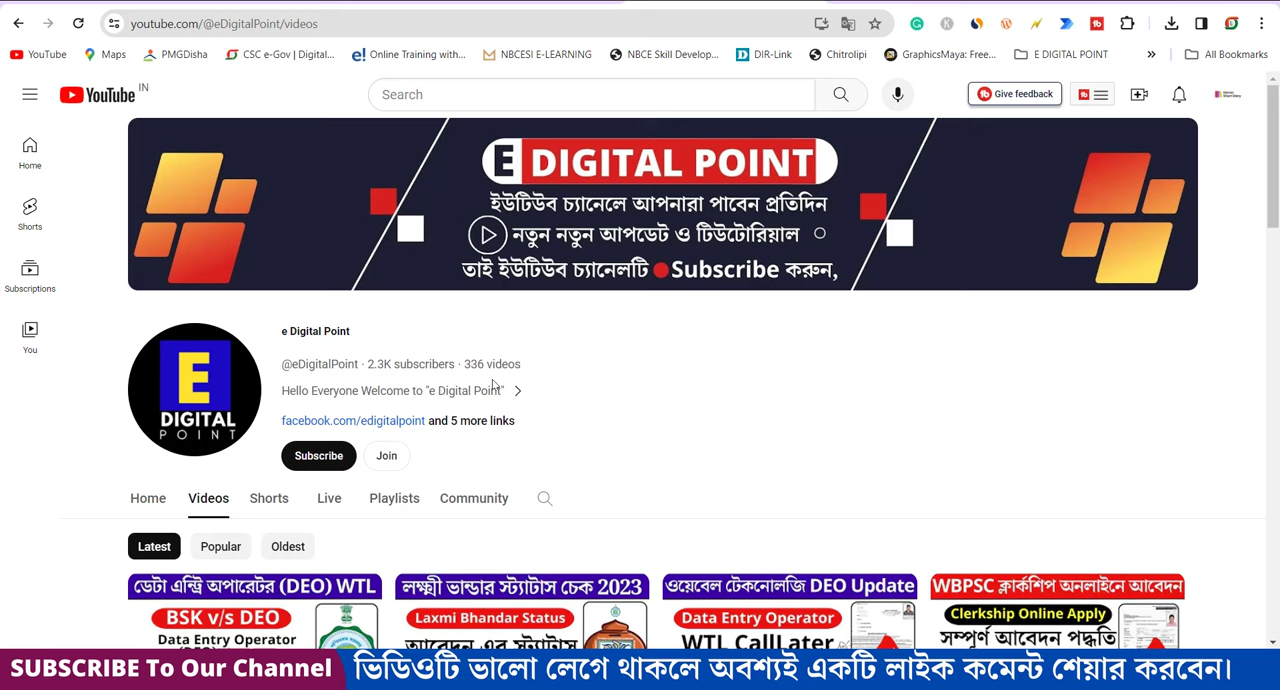 youtube.com/@eDigitalPoint/videos
YouTube
Maps
PMGDisha
CSC e-Gov | Digital...
Online Training with...
NBCESI E-LEARNING
NBCE Skill Develop...
DIR-Link
Chitrolipi
GraphicsMaya: Free...
E DIGITAL POINT
»
All Bookmarks
YouTube IN
Search
Give feedback
Home
Shorts
Subscriptions
You
E DIGITAL POINT
ইউটিউব চ্যানেলে আপনারা পাবেন প্রতিদিন
নতুন নতুন আপডেট ও টিউটোরিয়াল
তাই ইউটিউব চ্যানেলটি Subscribe করুন,
E
DIGITAL
POINT
e Digital Point
@eDigitalPoint · 2.3K subscribers · 336 videos
Hello Everyone Welcome to "e Digital Point"
facebook.com/edigitalpoint and 5 more links
Subscribe
Join
Home
Videos
Shorts
Live
Playlists
Community
Latest
Popular
Oldest
ডেটা এন্ট্রি অপারেটর (DEO) WTL
BSK v/s DEO
Data Entry Operator
লক্ষ্মী ভান্ডার স্ট্যাটাস চেক 2023
Laxmi Bhandar Status
ওয়েবেল টেকনোলজি DEO Update
Data Entry Operator
WTL CallLater
WBPSC ক্লার্কশিপ অনলাইনে আবেদন
Clerkship Online Apply
সম্পূর্ণ আবেদন পদ্ধতি
SUBSCRIBE To Our Channel
ভিডিওটি ভালো লেগে থাকলে অবশ্যই একটি লাইক কমেন্ট শেয়ার করবেন।